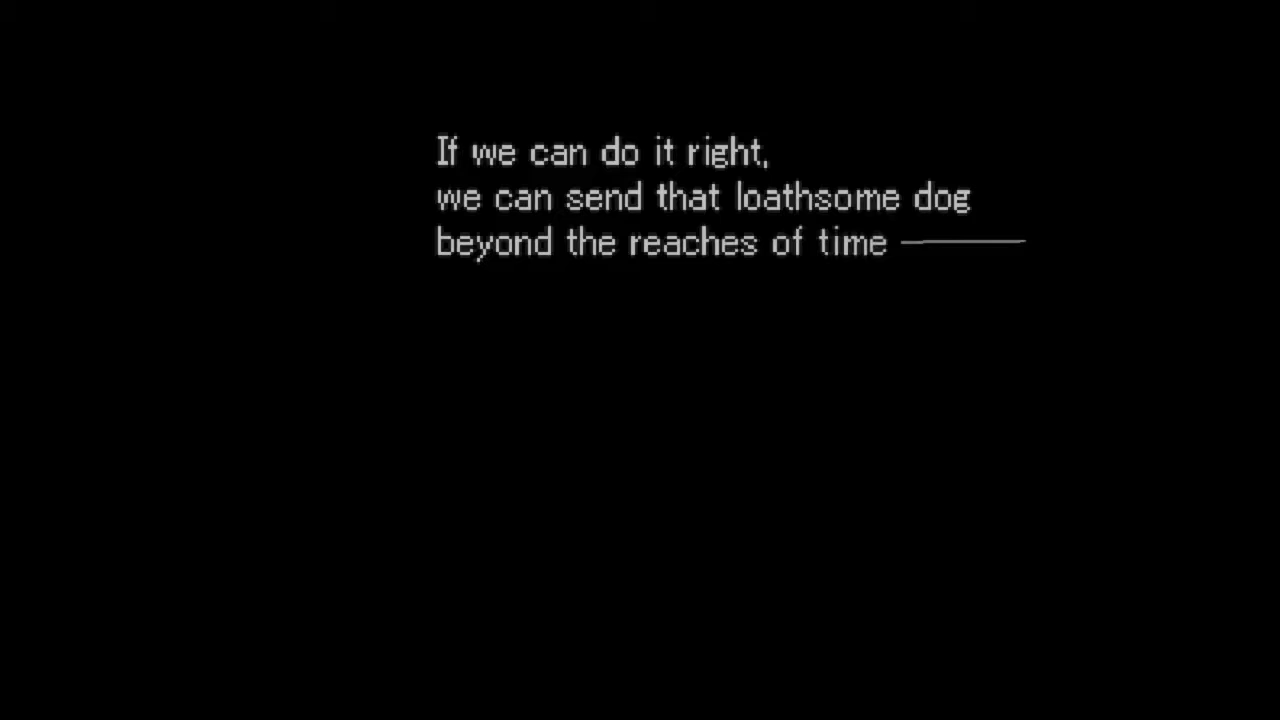 If we can do it right,
we can send that loathsome dog
beyond the reaches of time ────